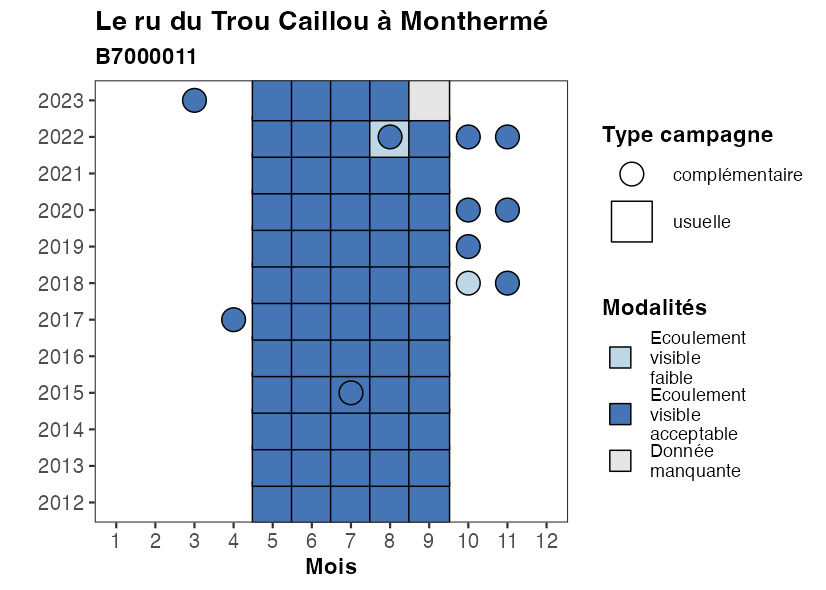 Le ru du Trou Caillou à Monthermé
B7000011
2023
2022
2021
2020
2019
2018
2017
2016
2015
2014
2013
2012
1 2 3 4 5 6 7 8 9 10 11 12
Mois
Type campagne
complémentaire
usuelle
Modalités
Ecoulement
visible
faible
Ecoulement
visible
acceptable
Donnée
manquante